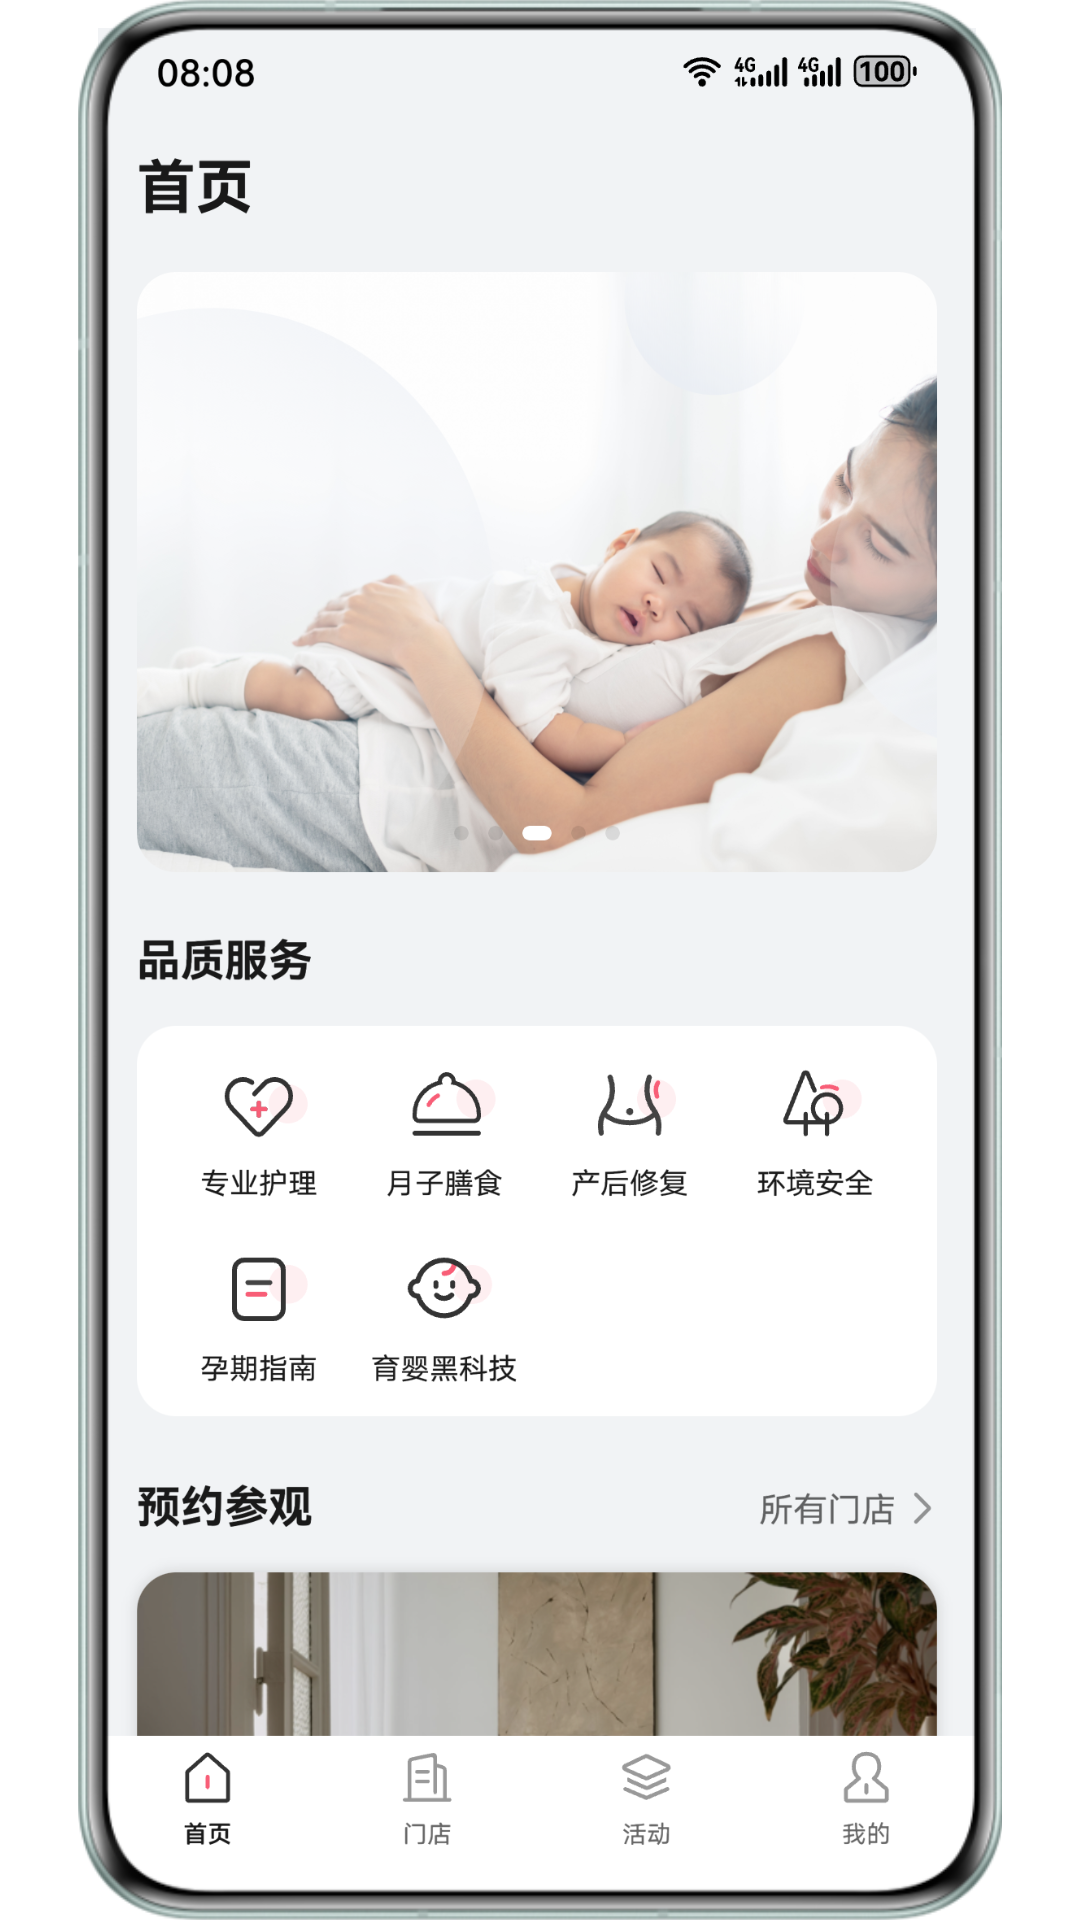 08:08
4G 4G 100
首页
品质服务
专业护理 月子膳食 产后修复 环境安全
孕期指南 育婴黑科技
预约参观 所有门店
首页 门店 活动 我的